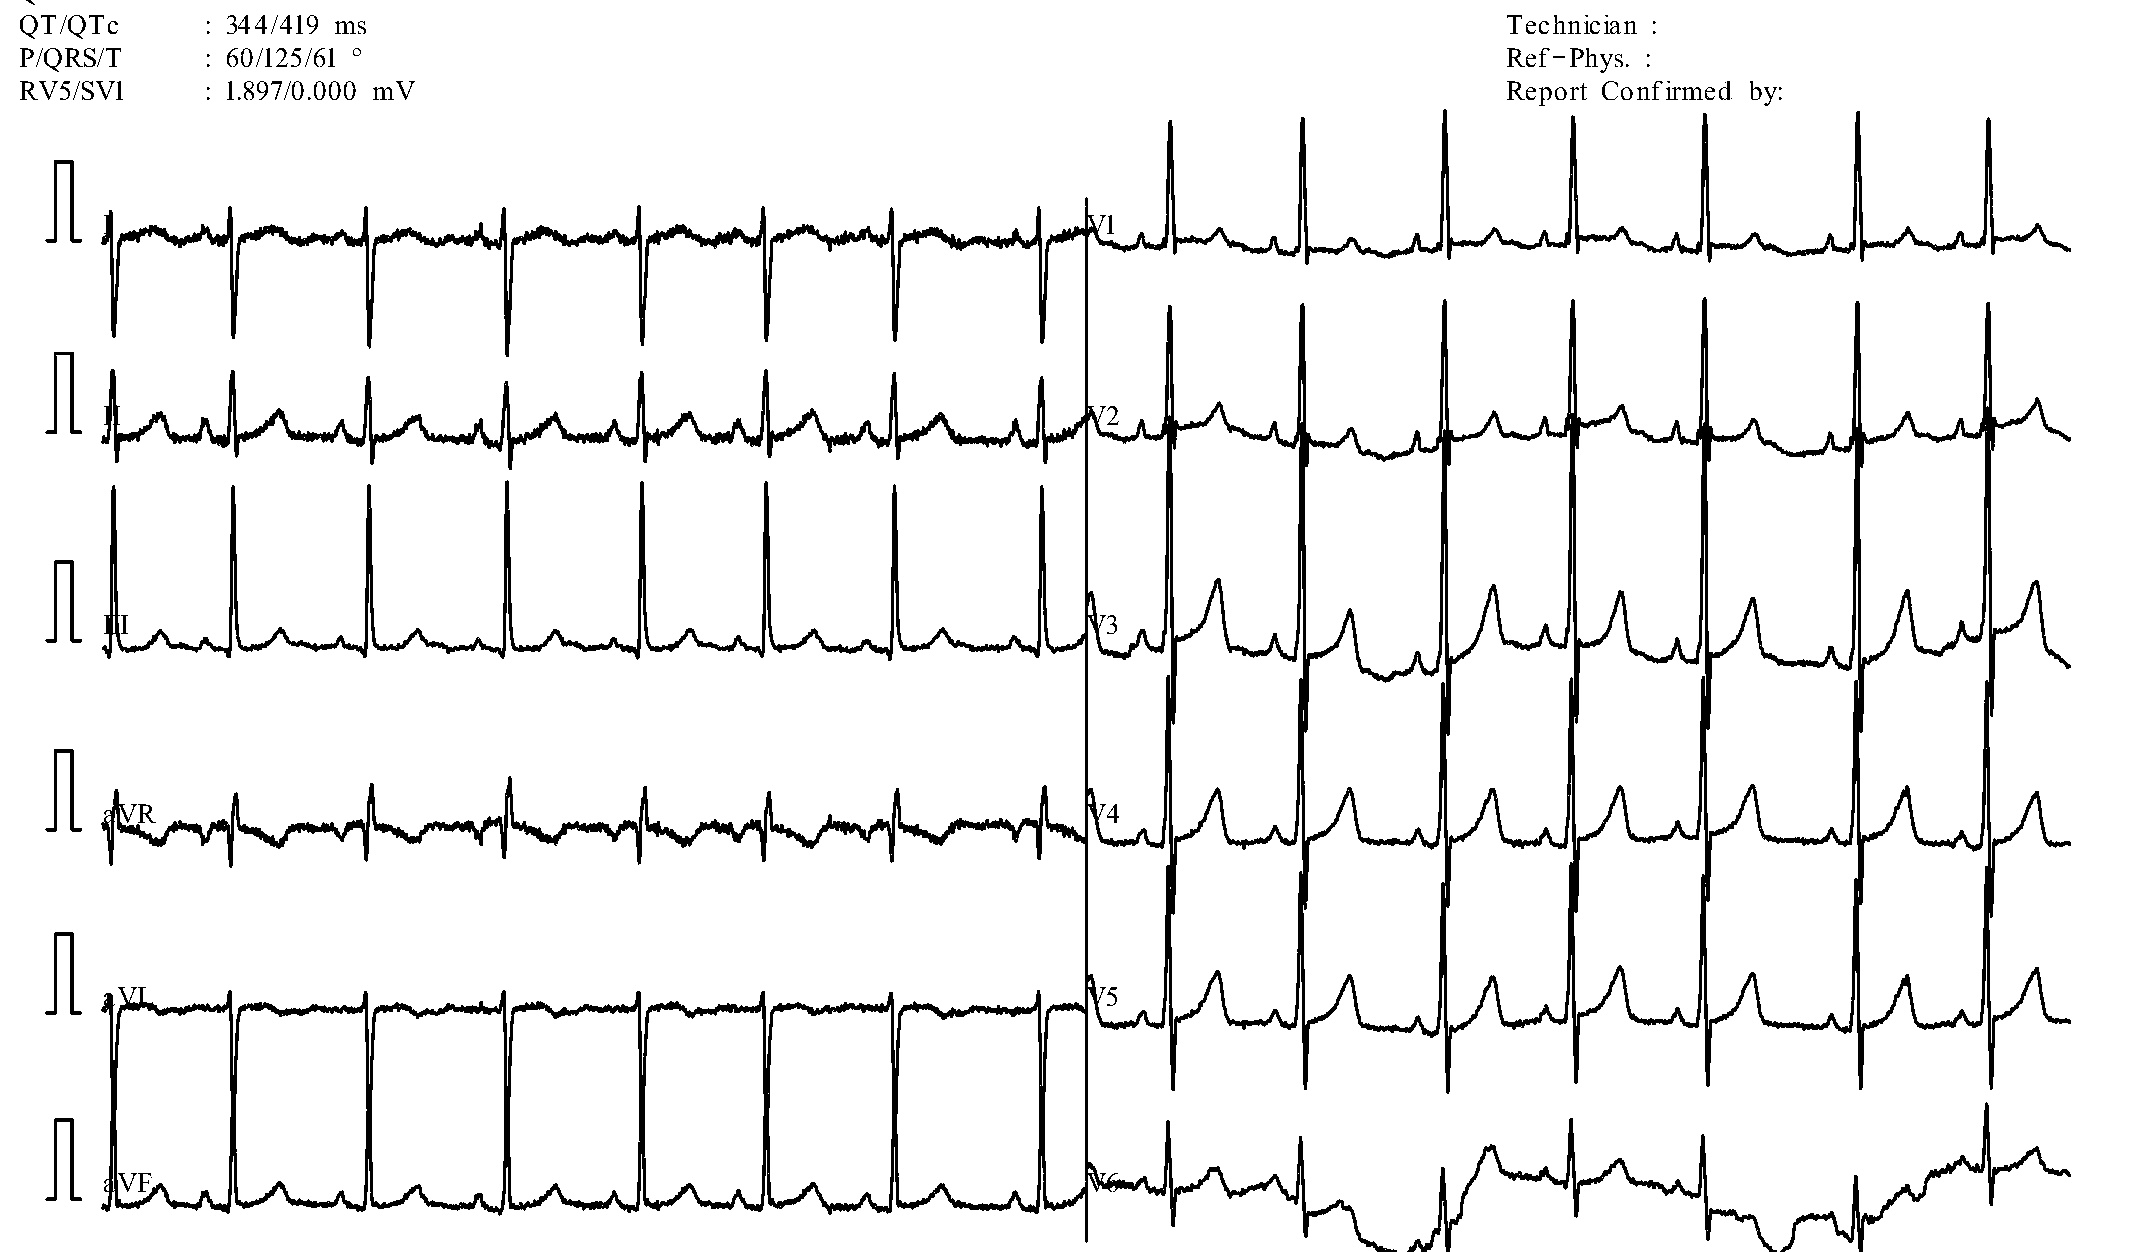 QT/QTc : 344/419 ms
P/QRS/T : 60/125/61 °
RV5/SV1 : 1.897/0.000 mV
Technician :
Ref-Phys. :
Report Confirmed by:
V1
V2
III
V3
aVR
V4
aVL
V5
aVF
V6